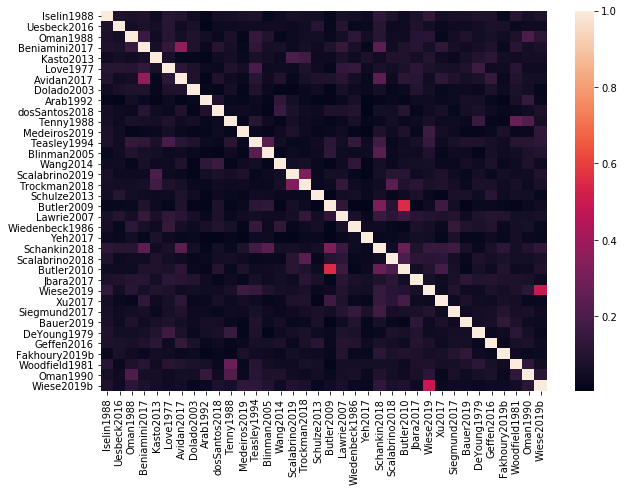 Iselin1988
Uesbeck2016
Oman1988
Beniamini2017
Kasto2013
Love1977
Avidan2017
Dolado2003
Arab1992
dosSantos2018
Tenny1988
Medeiros2019
Teasley1994
Blinman2005
Wang2014
Scalabrino2019
Trockman2018
Schulze2013
Butler2009
Lawrie2007
Wiedenbeck1986
Yeh2017
Schankin2018
Scalabrino2018
Butler2010
Jbara2017
Wiese2019
Xu2017
Siegmund2017
Bauer2019
DeYoung1979
Geffen2016
Fakhoury2019b
Woodfield1981
Oman1990
Wiese2019b
Iselin1988
Uesbeck2016
Oman1988
Beniamini2017
Kasto2013
Love1977
Avidan2017
Dolado2003
Arab1992
dosSantos2018
Tenny1988
Medeiros2019
Teasley1994
Blinman2005
Wang2014
Scalabrino2019
Trockman2018
Schulze2013
Butler2009
Lawrie2007
Wiedenbeck1986
Yeh2017
Schankin2018
Scalabrino2018
Butler2010
Jbara2017
Wiese2019
Xu2017
Siegmund2017
Bauer2019
DeYoung1979
Geffen2016
Fakhoury2019b
Woodfield1981
Oman1990
Wiese2019b
1.0
0.8
0.6
0.4
0.2